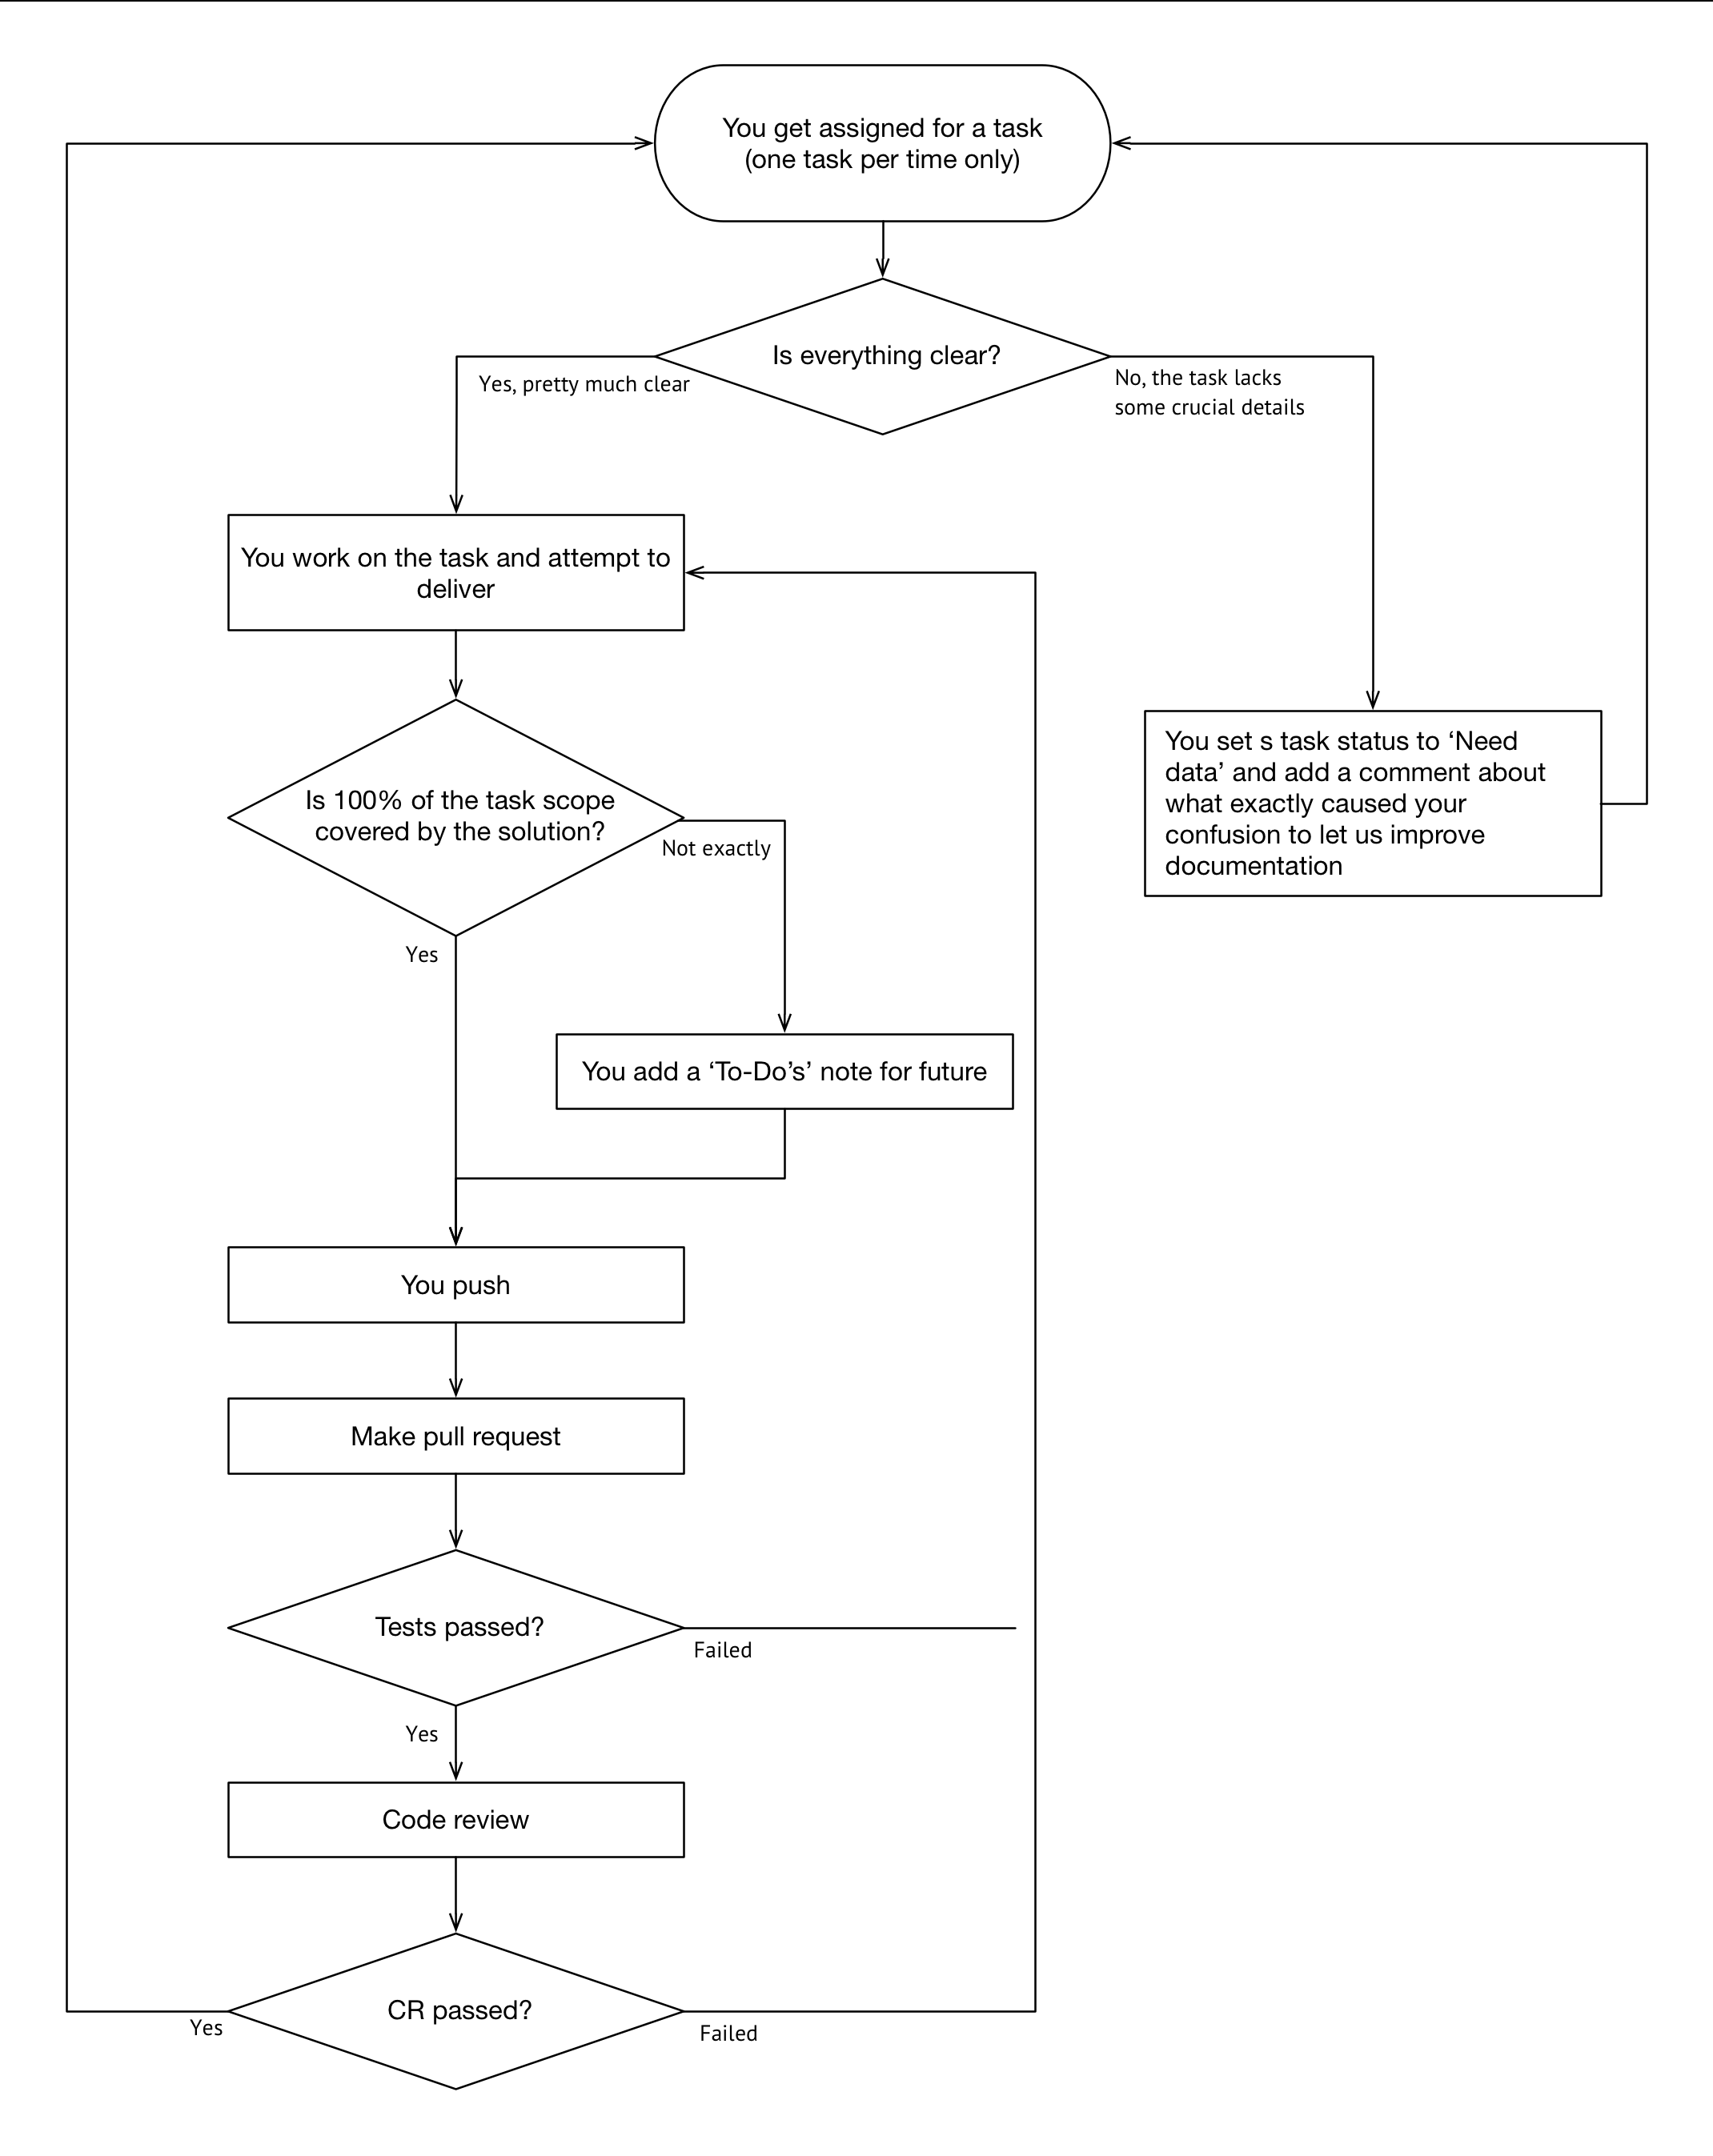 You get assigned for a task
(one task per time only)
Is everything clear?
Yes, pretty much clear
No, the task lacks
some crucial details
You work on the task and attempt to
deliver
You set s task status to ‘Need
data’ and add a comment about
what exactly caused your
confusion to let us improve
documentation
Is 100% of the task scope
covered by the solution?
Not exactly
Yes
You add a ‘To-Do’s’ note for future
You push
Make pull request
Tests passed?
Failed
Yes
Code review
CR passed?
Yes
Failed